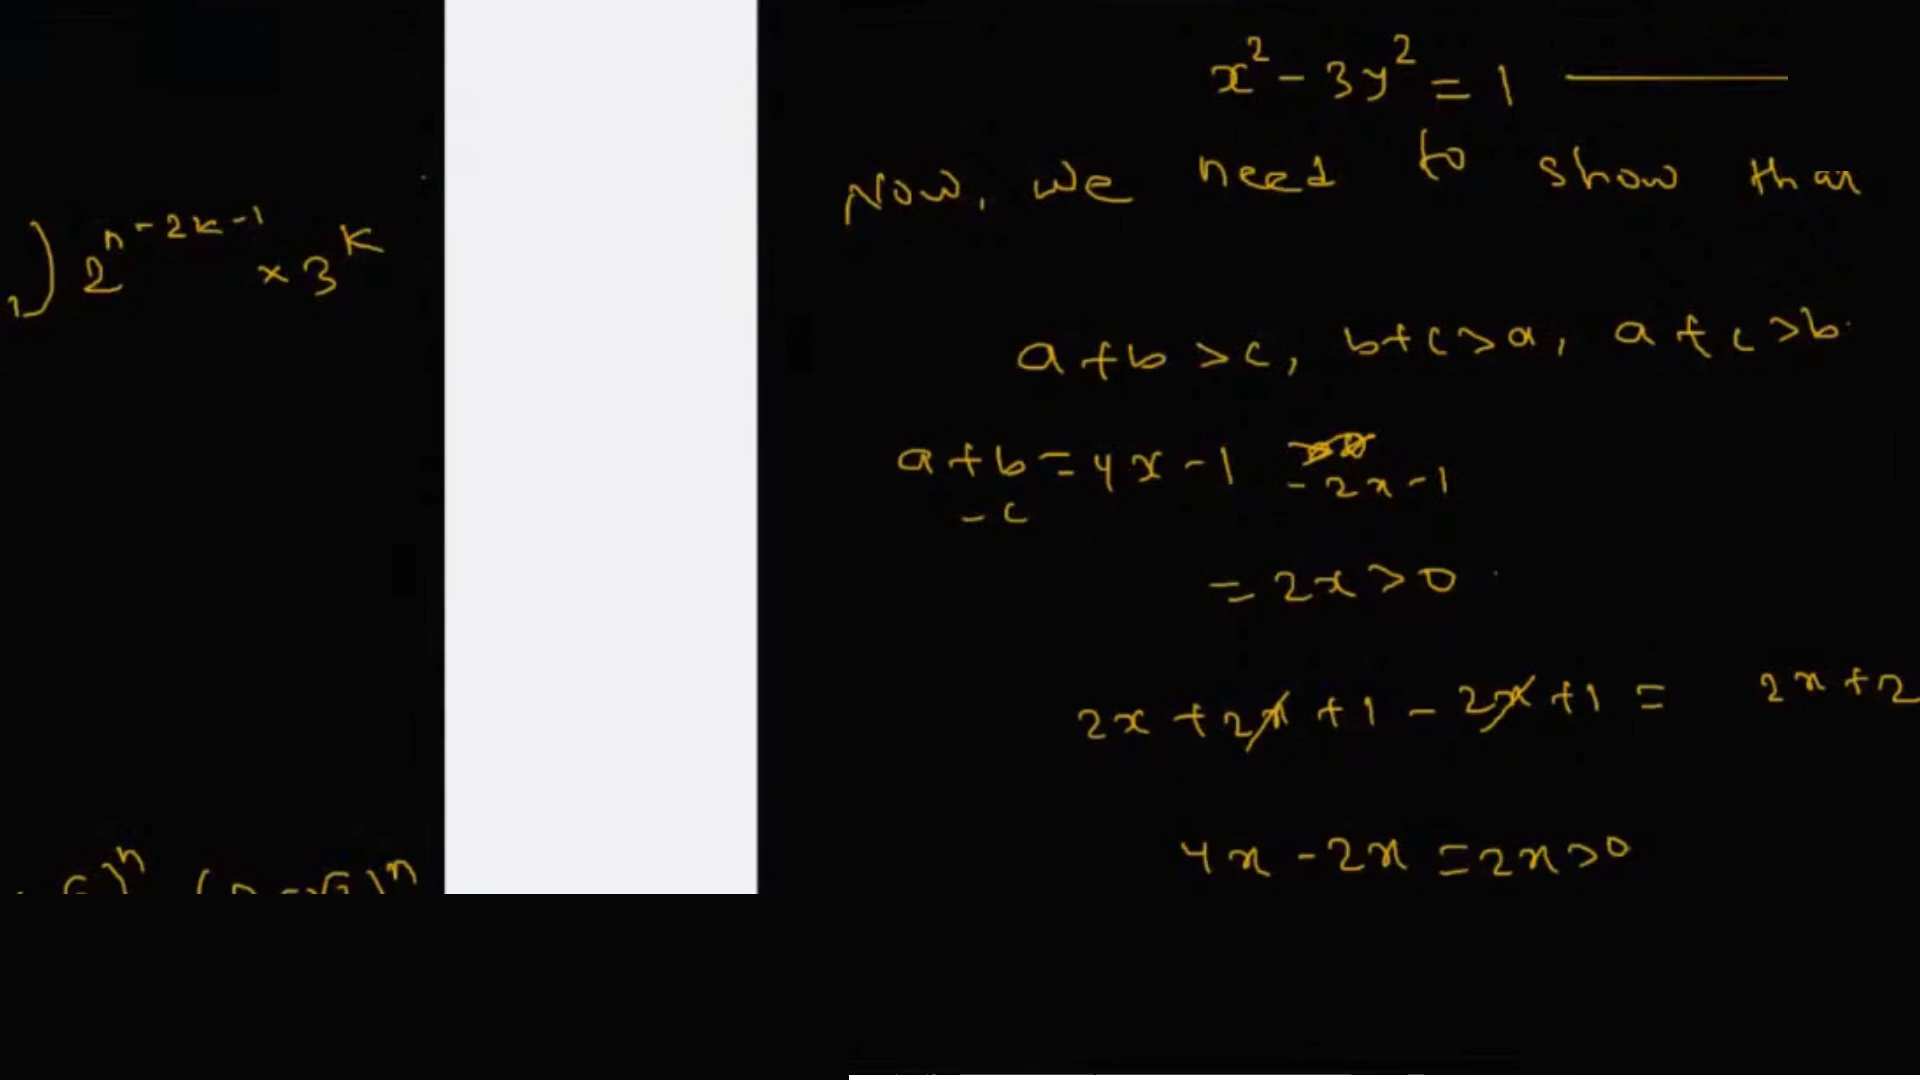 ) 2^{n-2k-1} × 3^k
)^n ( )^n
x² - 3y² = 1
Now, we need to show than
a + b > c, b + c > a, a + c > b.
a + b = 4x - 1 - 2x - 1
- c
= 2x > 0
2x + 2x + 1 - 2x + 1 = 2x + 2
4x - 2x = 2x > 0